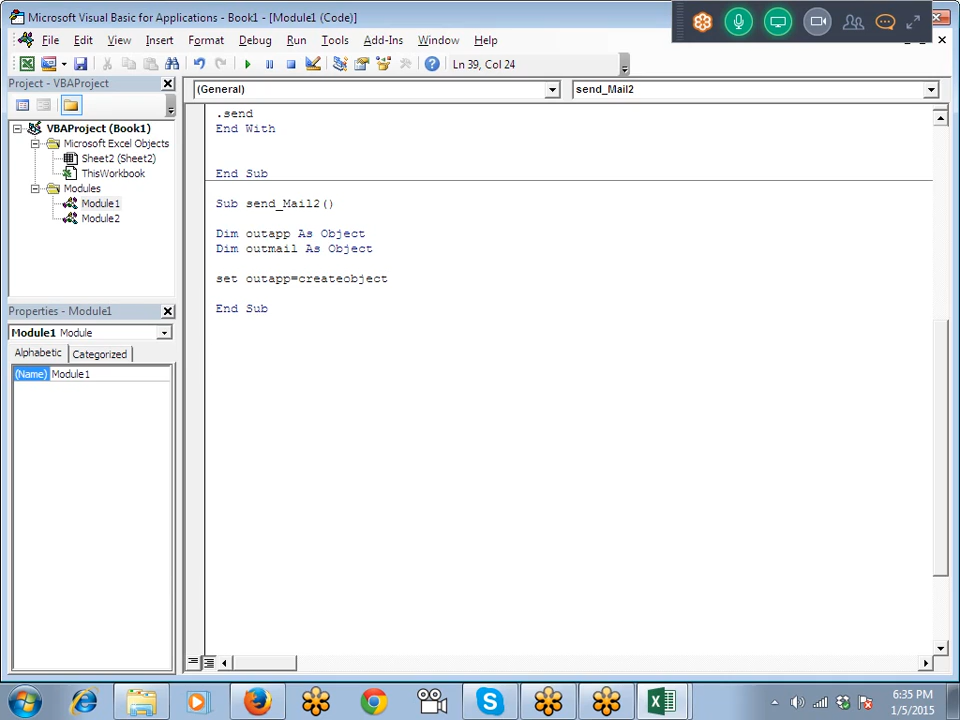 Microsoft Visual Basic for Applications - Book1 - [Module1 (Code)]
File Edit View Insert Format Debug Run Tools Add-Ins Window Help
Ln 39, Col 24
Project - VBAProject
(General)
send_Mail2
VBAProject (Book1)
Microsoft Excel Objects
Sheet2 (Sheet2)
ThisWorkbook
Modules
Module1
Module2
.send
End With
End Sub
Sub send_Mail2()
Dim outapp As Object
Dim outmail As Object
set outapp=createobject
End Sub
Properties - Module1
Module1 Module
Alphabetic Categorized
(Name) Module1
6:35 PM
1/5/2015